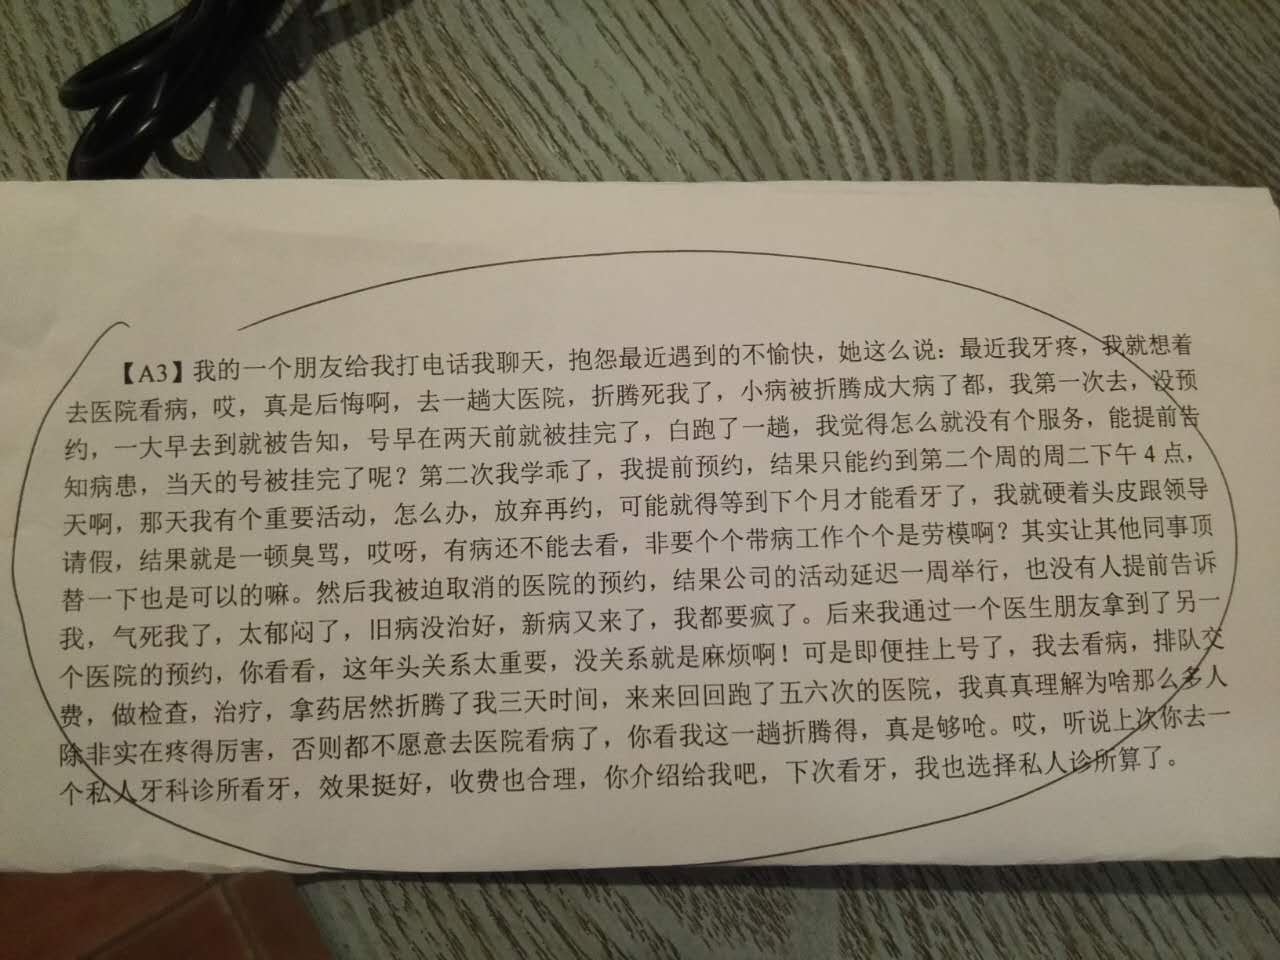 【A3】我的一个朋友给我打电话我聊天，抱怨最近遇到的不愉快，她这么说：最近我牙疼，我就想着
去医院看病，哎，真是后悔啊，去一趟大医院，折腾死我了，小病被折腾成大病了都，我第一次去，没预
约，一大早去到就被告知，号早在两天前就被挂完了，白跑了一趟，我觉得怎么就没有个服务，能提前告
知病患，当天的号被挂完了呢？第二次我学乖了，我提前预约，结果只能约到第二个周的周二下午 4 点，
天啊，那天我有个重要活动，怎么办，放弃再约，可能就得等到下个月才能看牙了，我就硬着头皮跟领导
请假，结果就是一顿臭骂，哎呀，有病还不能去看，非要个个带病工作个个是劳模啊？其实让其他同事顶
替一下也是可以的嘛。然后我被迫取消的医院的预约，结果公司的活动延迟一周举行，也没有人提前告诉
我，气死我了，太郁闷了，旧病没治好，新病又来了，我都要疯了。后来我通过一个医生朋友拿到了另一
个医院的预约，你看看，这年头关系太重要，没关系就是麻烦啊！可是即便挂上号了，我去看病，排队交
费，做检查，治疗，拿药居然折腾了我三天时间，来来回回跑了五六次的医院，我真真理解为啥那么多人
除非实在疼得厉害，否则都不愿意去医院看病了，你看我这一趟折腾得，真是够呛。哎，听说上次你去一
个私人牙科诊所看牙，效果挺好，收费也合理，你介绍给我吧，下次看牙，我也选择私人诊所算了。